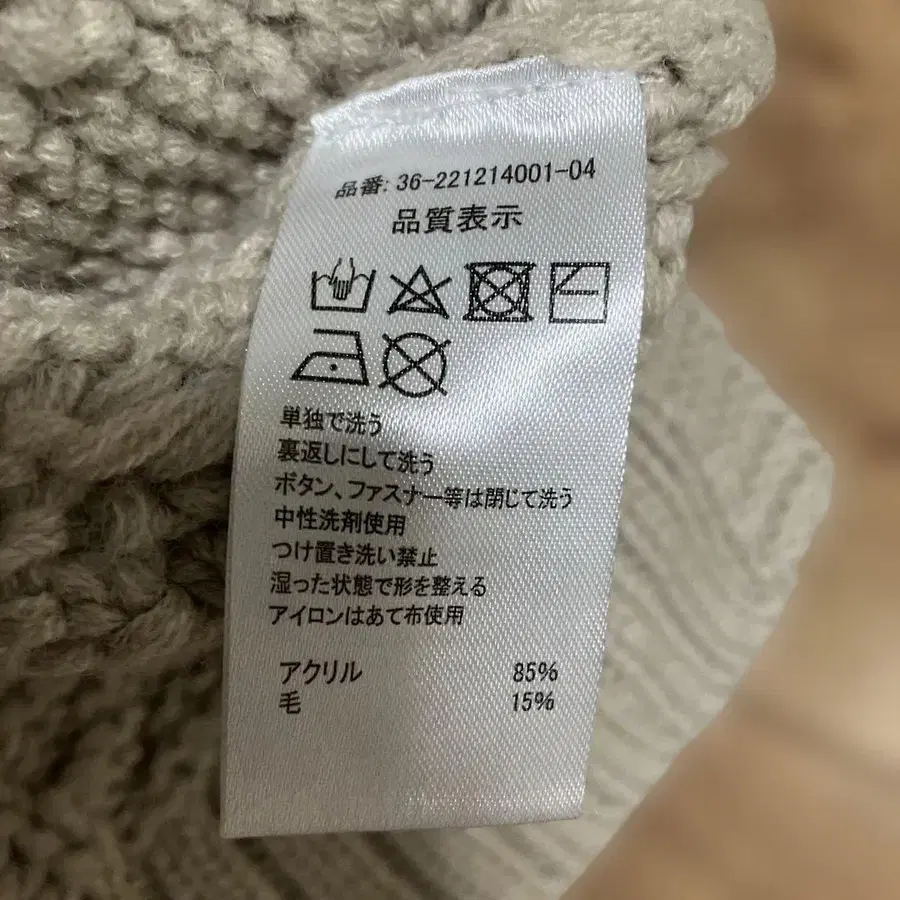 品番: 36-221214001-04
品質表示
単独で洗う
裏返しにして洗う
ボタン、ファスナー等は閉じて洗う
中性洗剤使用
つけ置き洗い禁止
湿った状態で形を整える
アイロンはあて布使用
アクリル 85%
毛 15%